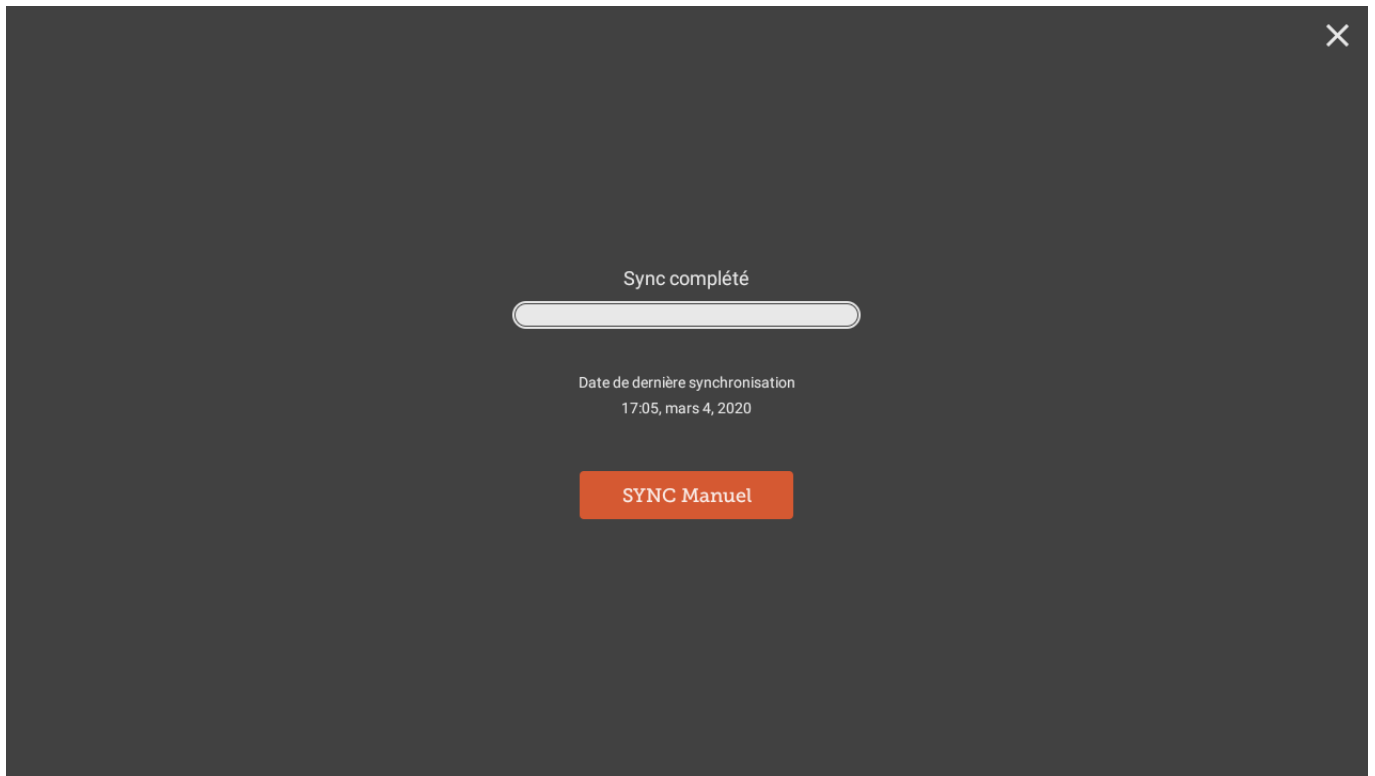 Sync complété
Date de dernière synchronisation
17:05, mars 4, 2020
SYNC Manuel